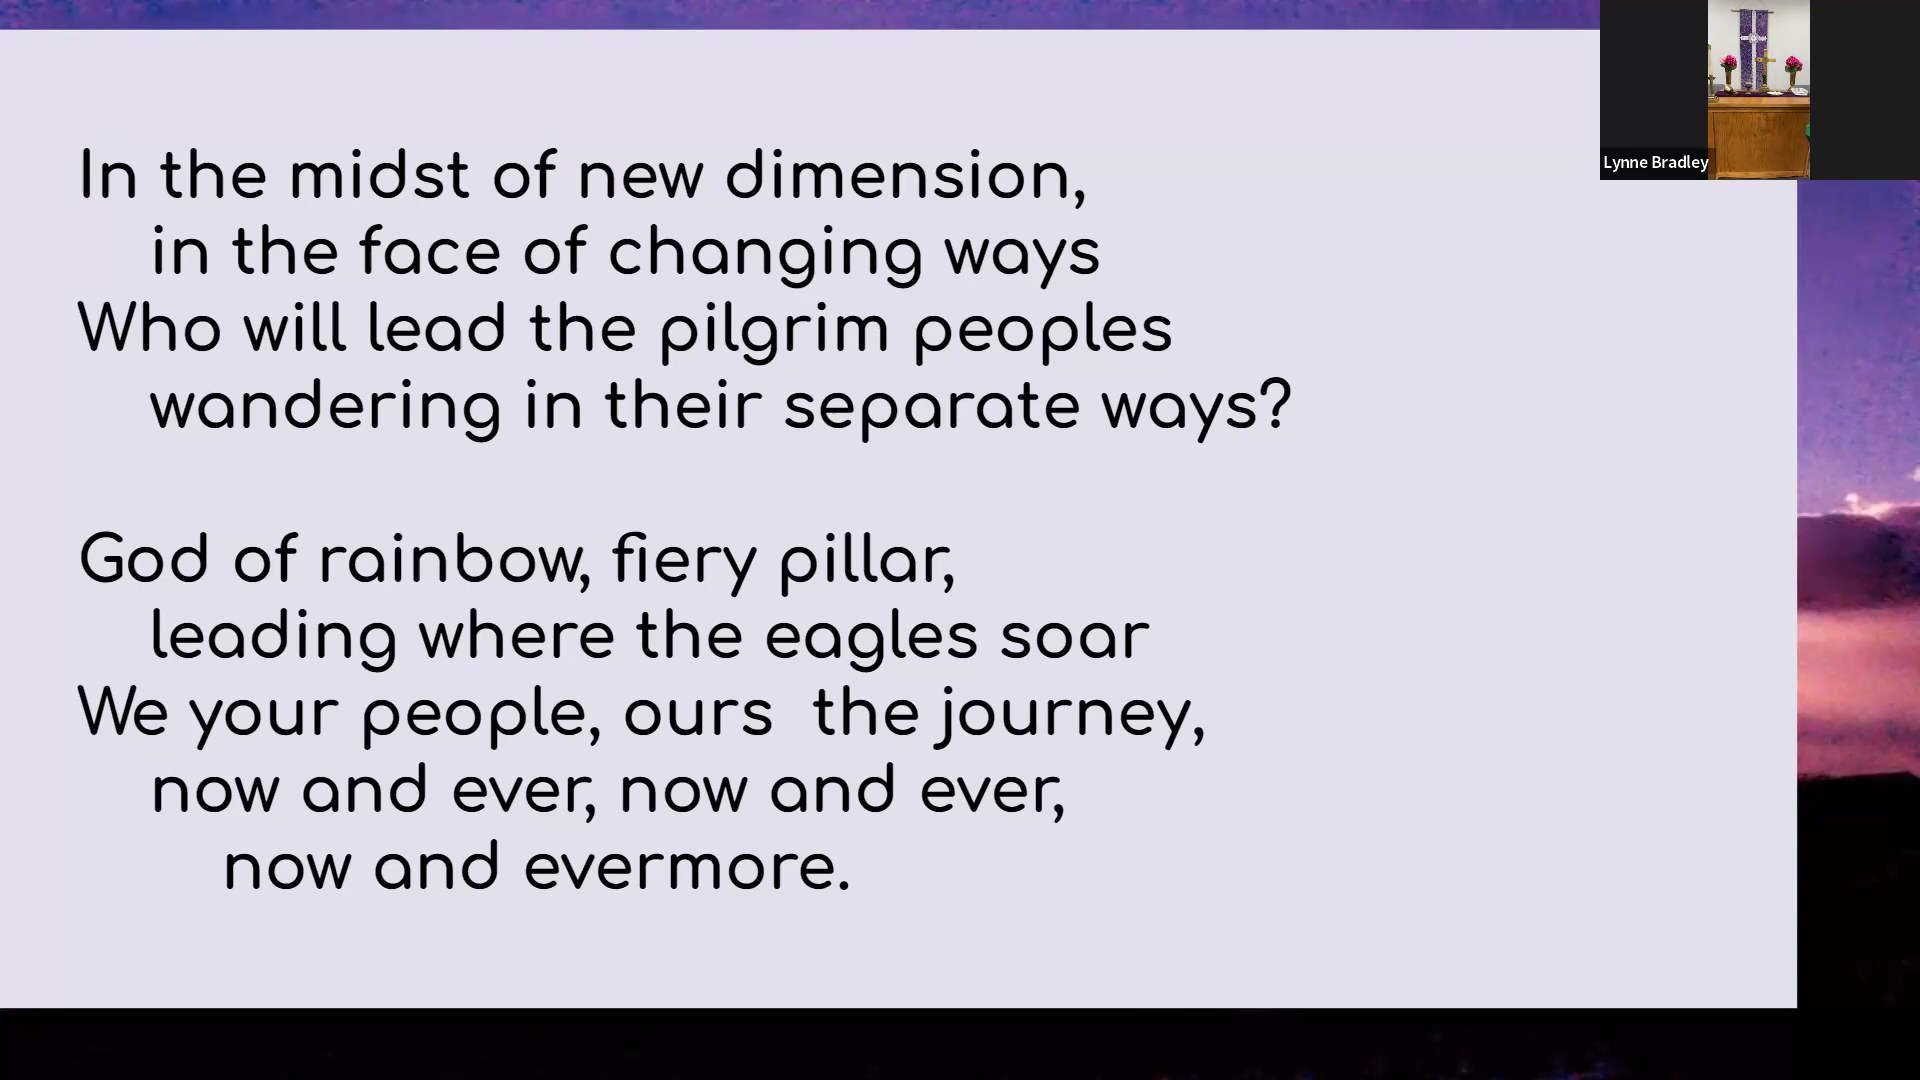 In the midst of new dimension,
in the face of changing ways
Who will lead the pilgrim peoples
wandering in their separate ways?
God of rainbow, fiery pillar,
leading where the eagles soar
We your people, ours  the journey,
now and ever, now and ever,
now and evermore.
Lynne Bradley